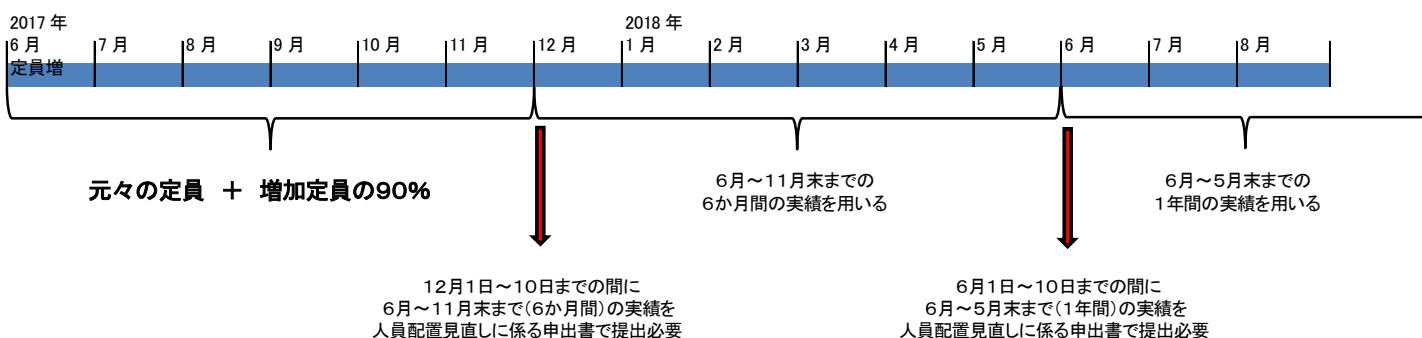 2017 年
2018 年
6 月
7 月
8 月
9 月
10 月
11 月
12 月
1 月
2 月
3 月
4 月
5 月
6 月
7 月
8 月
定員増
元々の定員 ＋ 増加定員の90%
6月～11月末までの
6か月間の実績を用いる
6月～5月末までの
1年間の実績を用いる
12月1日～10日までの間に
6月～11月末まで(6か月間)の実績を
人員配置見直しに係る申出書で提出必要
6月1日～10日までの間に
6月～5月末まで(1年間)の実績を
人員配置見直しに係る申出書で提出必要